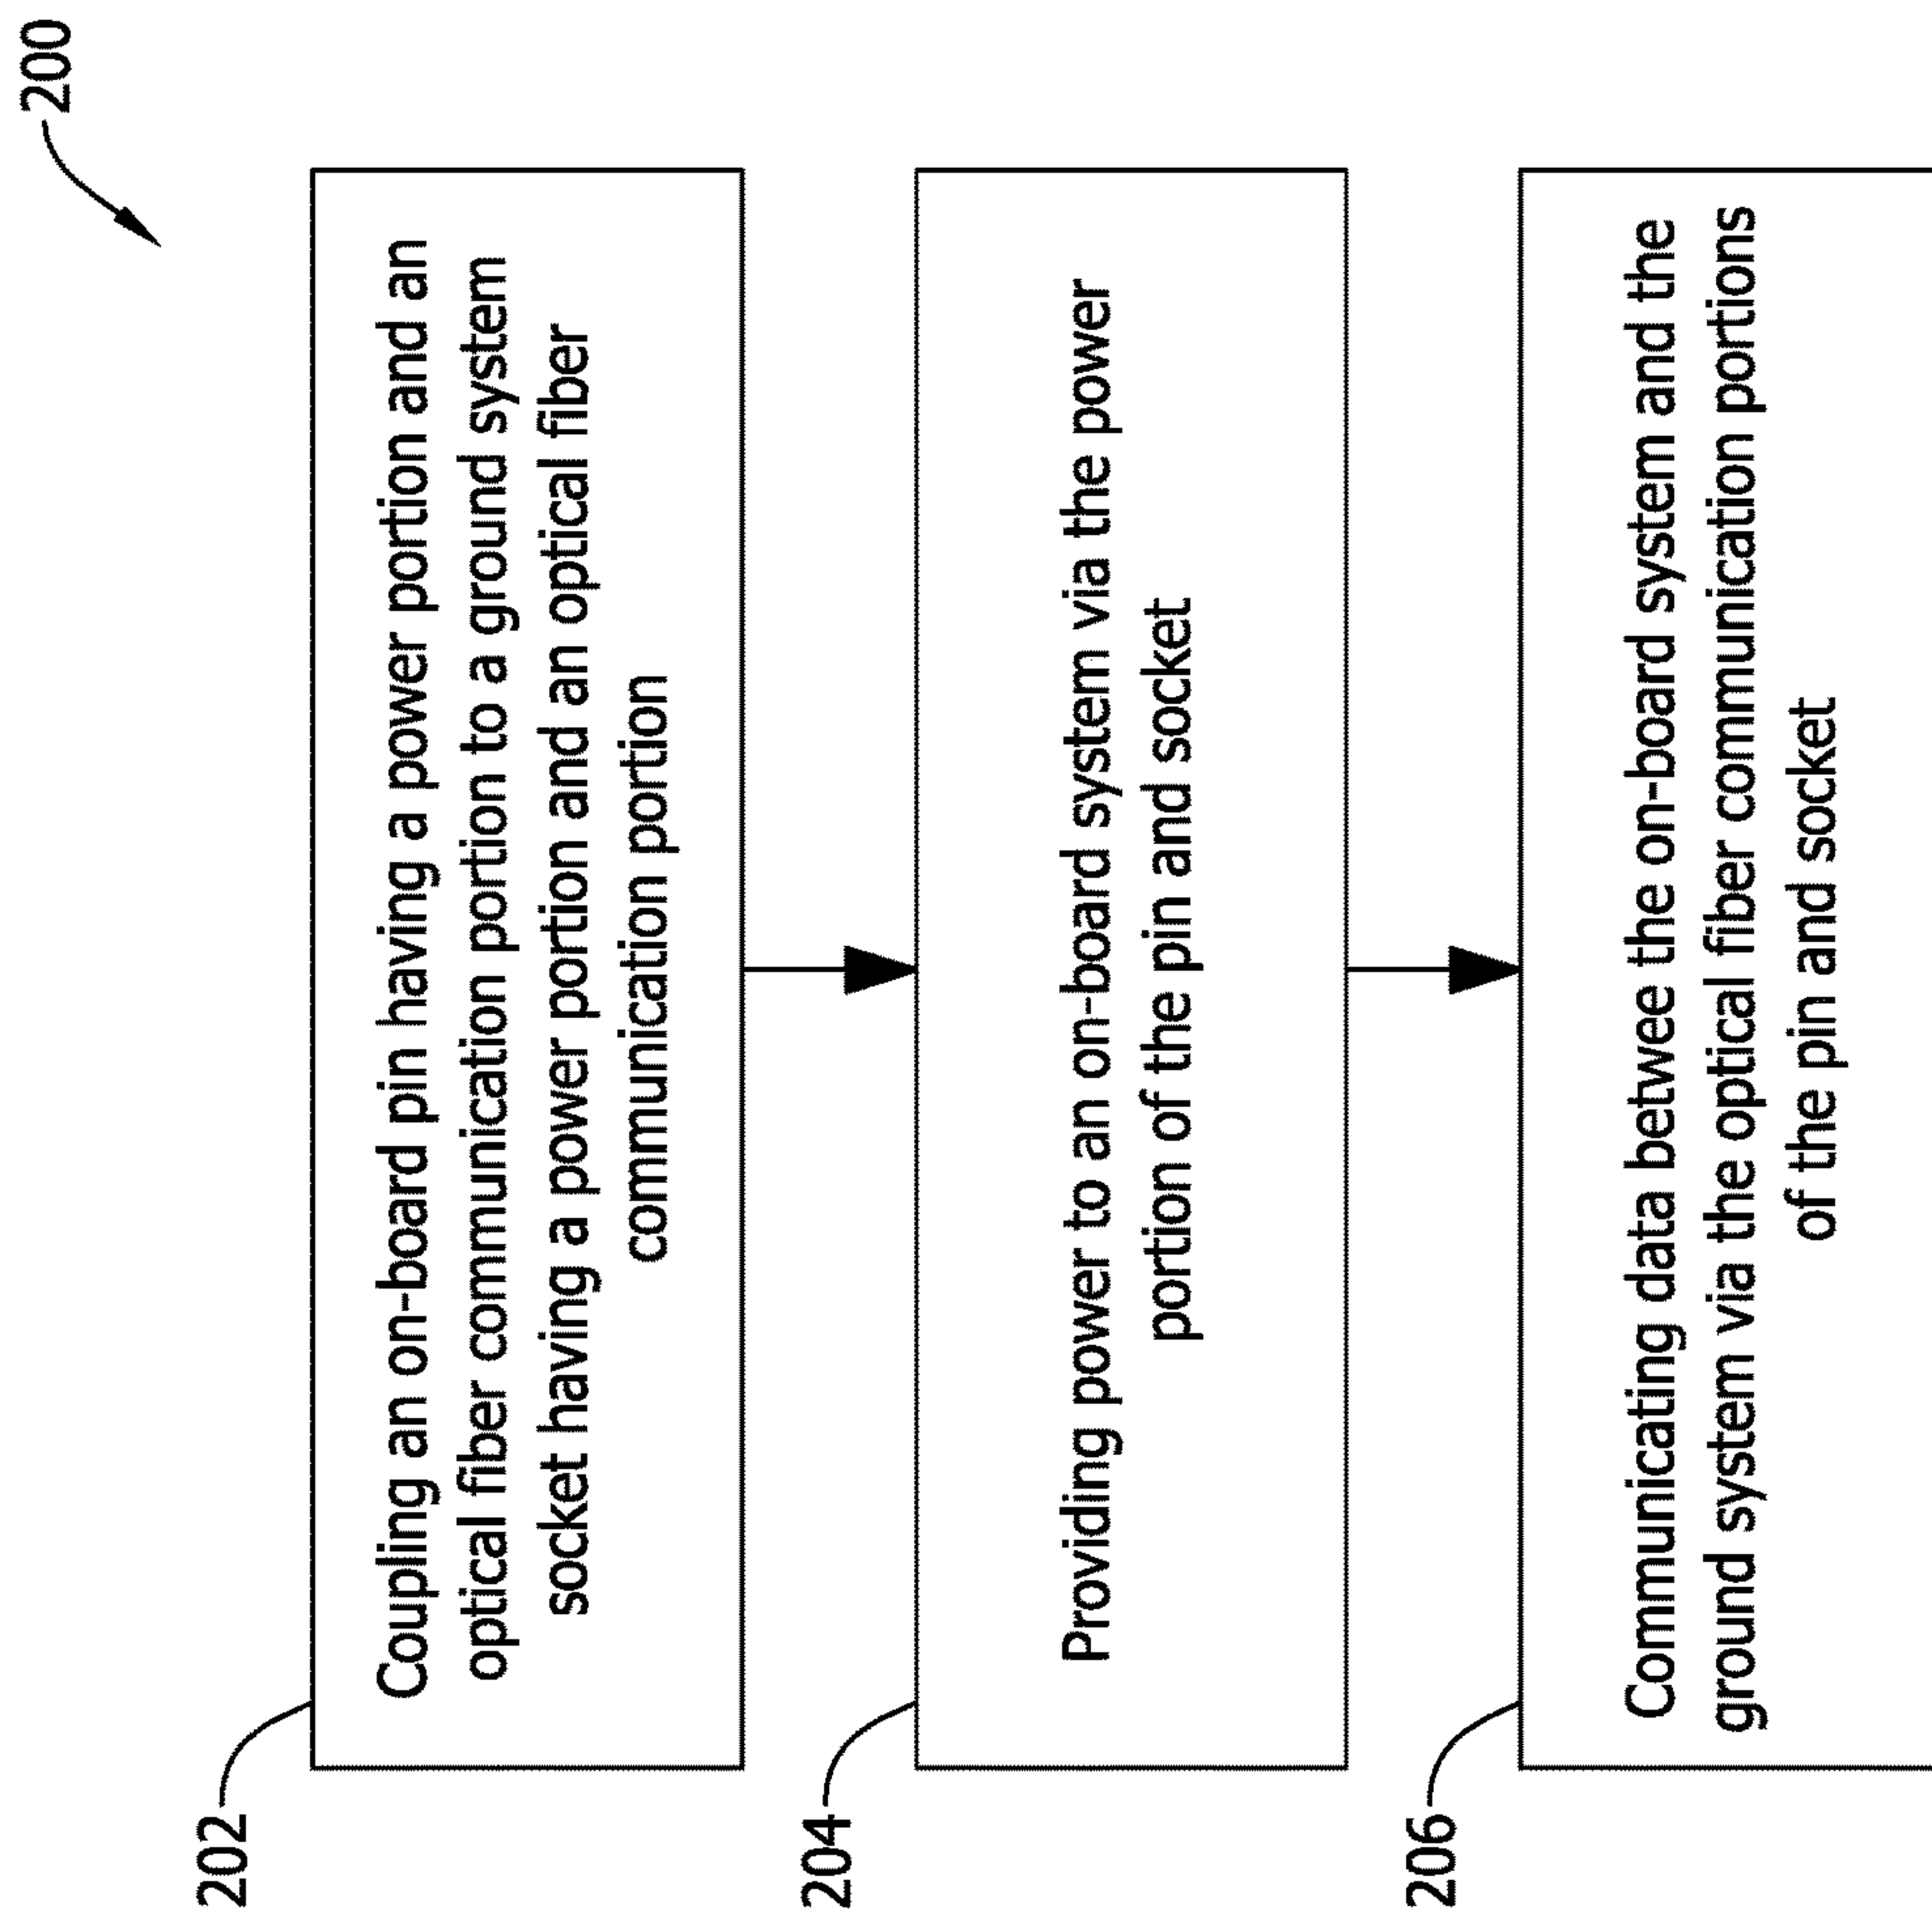 200
202
Coupling an on-board pin having a power portion and an
optical fiber communication portion to a ground system
socket having a power portion and an optical fiber
communication portion
204
Providing power to an on-board system via the power
portion of the pin and socket
206
Communicating data betwee the on-board system and the
ground system via the optical fiber communication portions
of the pin and socket